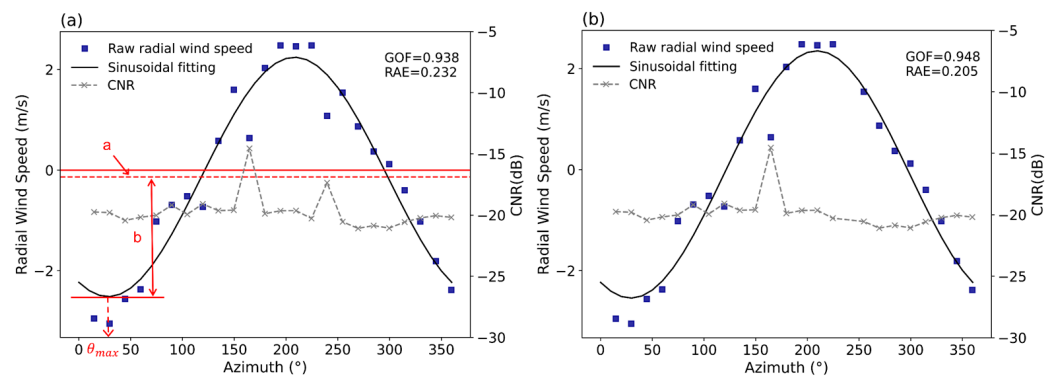 (a)
Raw radial wind speed
Sinusoidal fitting
CNR
GOF=0.938
RAE=0.232
a
b
θmax
2
0
−2
Radial Wind Speed (m/s)
−5
−10
−15
−20
−25
−30
CNR(dB)
0 50 100 150 200 250 300 350
Azimuth (°)
(b)
Raw radial wind speed
Sinusoidal fitting
CNR
GOF=0.948
RAE=0.205
2
0
−2
Radial Wind Speed (m/s)
−5
−10
−15
−20
−25
−30
CNR(dB)
0 50 100 150 200 250 300 350
Azimuth (°)